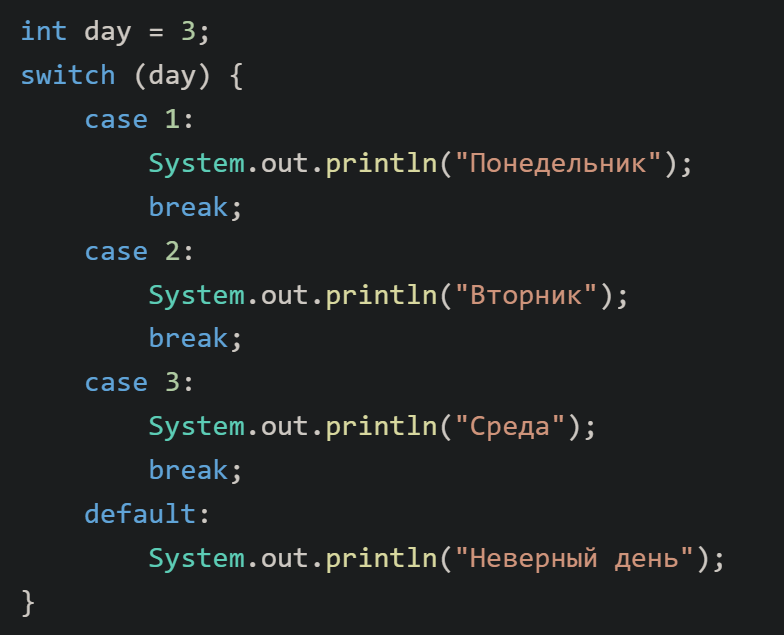 int day = 3;
switch (day) {
    case 1:
        System.out.println("Понедельник");
        break;
    case 2:
        System.out.println("Вторник");
        break;
    case 3:
        System.out.println("Среда");
        break;
    default:
        System.out.println("Неверный день");
}